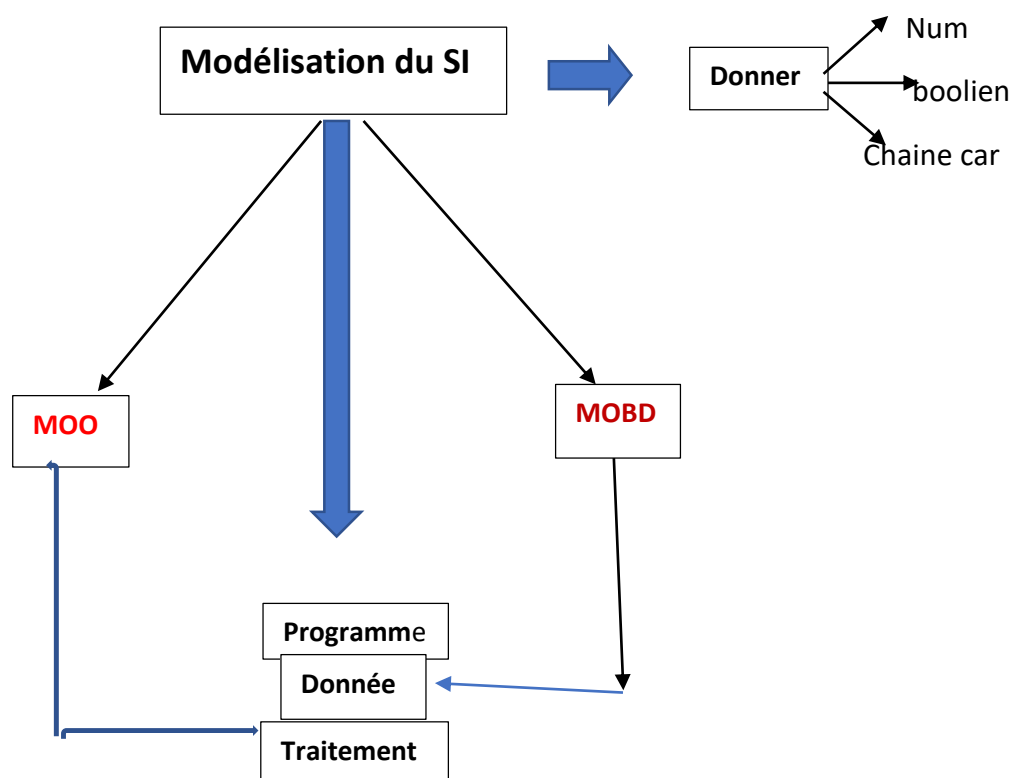 Modélisation du SI
Donner
Num
boolien
Chaine car
MOO
MOBD
Programme
Donnée
Traitement